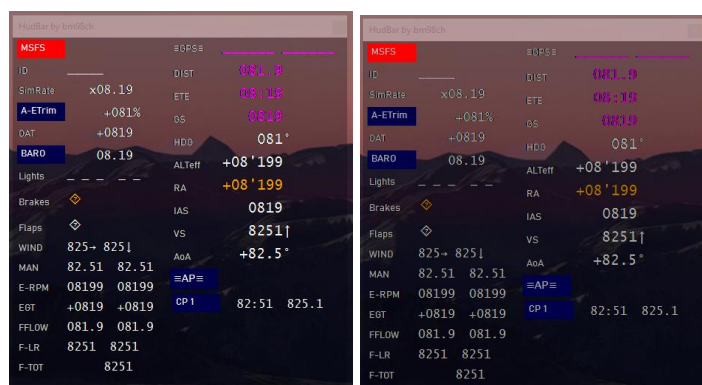 HudBar by bm98ch
MSFS
ID
SimRate x08.19
A-ETrim +081%
DAT +0819
BARO 08.19
Lights
Brakes
Flaps
WIND 825→ 825↓
MAN 82.51 82.51
E-RPM 08199 08199
EGT +0819 +0819
FFLOW 081.9 081.9
F-LR 8251 8251
F-TOT 8251
≡GPS≡
DIST 081.9
ETE 08:19
GS 0819
HDG 081°
ALTeff +08'199
RA +08'199
IAS 0819
VS 8251↑
AoA +82.5°
≡AP≡
CP 1 82:51 825.1
HudBar by bm98ch
MSFS
ID
SimRate x08.19
A-ETrim +081%
DAT +0819
BARO 08.19
Lights
Brakes
Flaps
WIND 825→ 825↓
MAN 82.51 82.51
E-RPM 08199 08199
EGT +0819 +0819
FFLOW 081.9 081.9
F-LR 8251 8251
F-TOT 8251
≡GPS≡
DIST 081.9
ETE 08:19
GS 0819
HDG 081°
ALTeff +08'199
RA +08'199
IAS 0819
VS 8251↑
AoA +82.5°
≡AP≡
CP 1 82:51 825.1